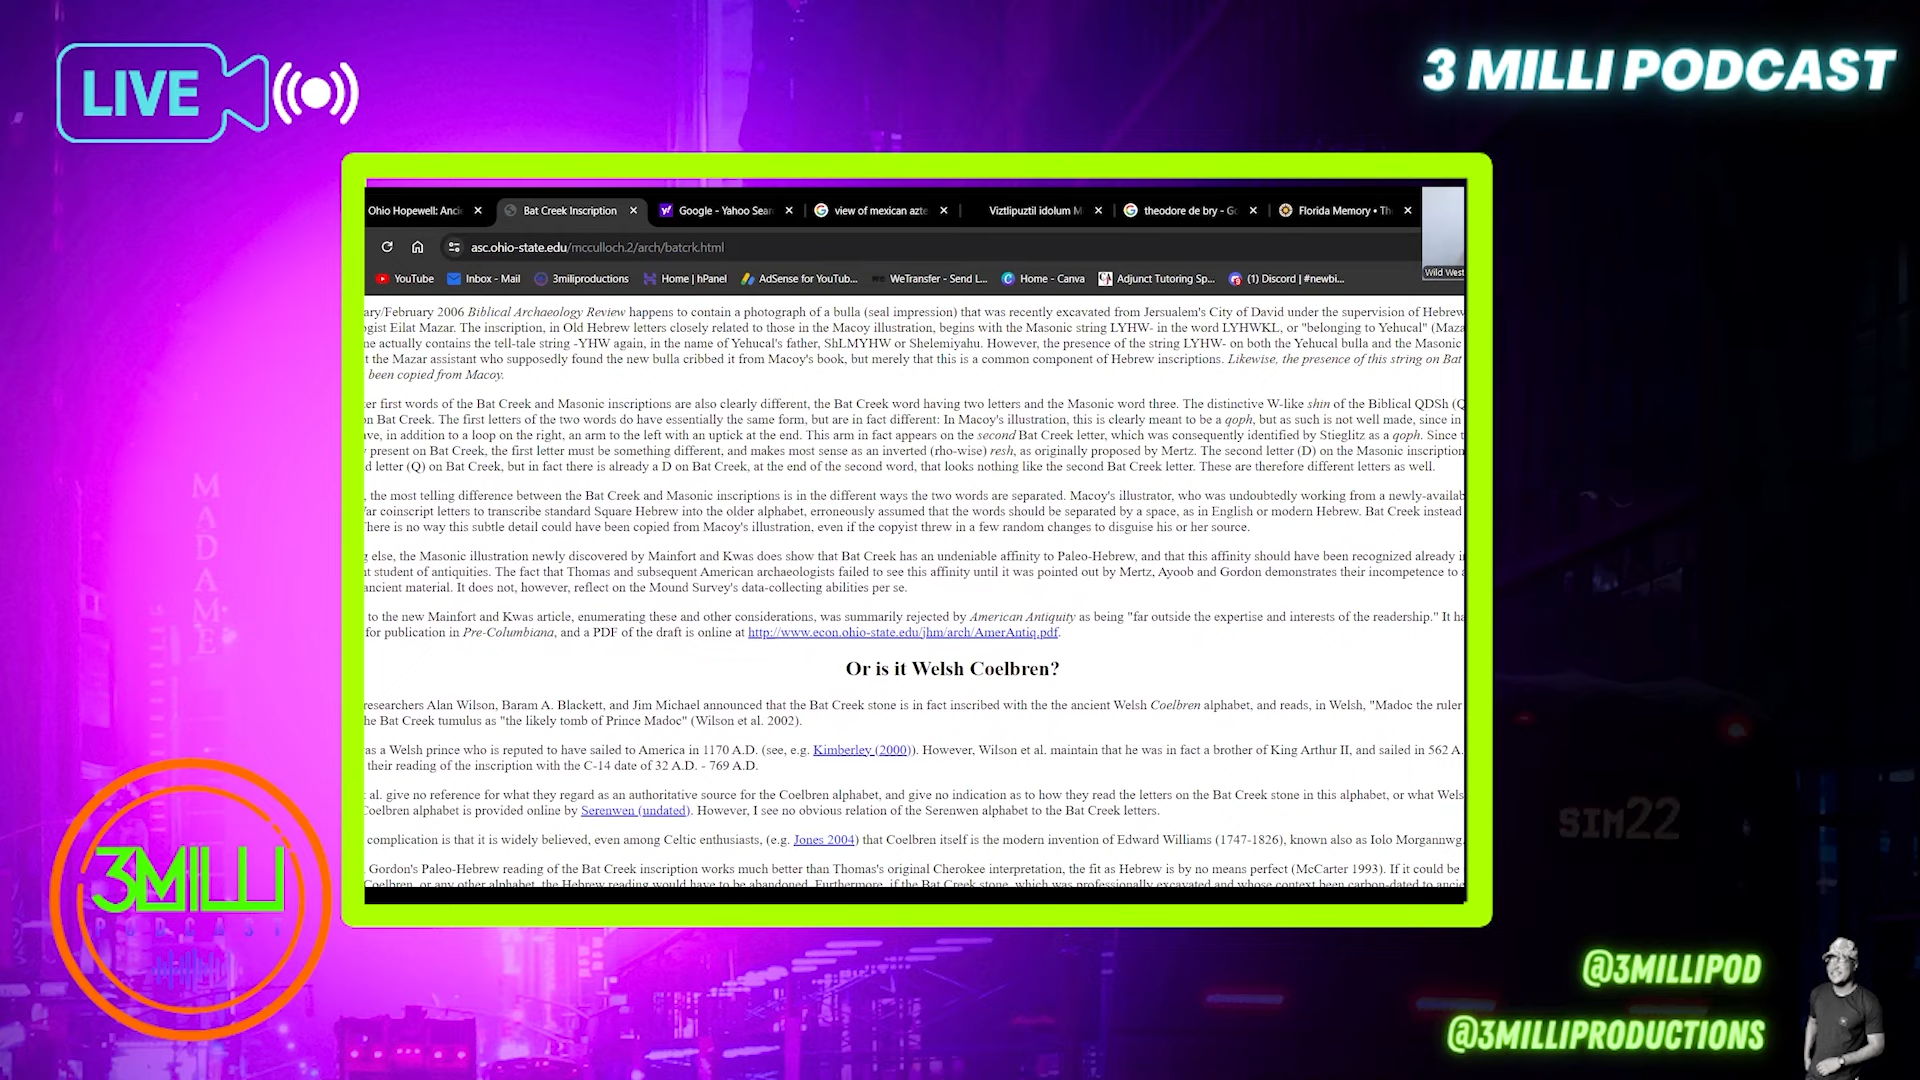 LIVE
3 MILLI PODCAST
Ohio Hopewell: Anci
Bat Creek Inscription
Google - Yahoo Sear
view of mexican azte
Viztlipuztil idolum M
theodore de bry - G
Florida Memory • Th
asc.ohio-state.edu/mcculloch.2/arch/batcrk.html
YouTube
Inbox - Mail
3miliproductions
Home | hPanel
AdSense for YouTub...
WeTransfer - Send L...
Home - Canva
Adjunct Tutoring Sp...
(1) Discord | #newbi...
Wild West
ary/February 2006 Biblical Archaeology Review happens to contain a photograph of a bulla (seal impression) that was recently excavated from Jersualem's City of David under the supervision of Hebrew
gist Eilat Mazar. The inscription, in Old Hebrew letters closely related to those in the Macoy illustration, begins with the Masonic string LYHW- in the word LYHWKL, or "belonging to Yehucal" (Maza
ne actually contains the tell-tale string -YHW again, in the name of Yehucal's father, ShLMYHW or Shelemiyahu. However, the presence of the string LYHW- on both the Yehucal bulla and the Masonic
t the Mazar assistant who supposedly found the new bulla cribbed it from Macoy's book, but merely that this is a common component of Hebrew inscriptions. Likewise, the presence of this string on Bat
been copied from Macoy.
er first words of the Bat Creek and Masonic inscriptions are also clearly different, the Bat Creek word having two letters and the Masonic word three. The distinctive W-like shin of the Biblical QDSh (Q
on Bat Creek. The first letters of the two words do have essentially the same form, but are in fact different: In Macoy's illustration, this is clearly meant to be a qoph, but as such is not well made, since in
ve, in addition to a loop on the right, an arm to the left with an uptick at the end. This arm in fact appears on the second Bat Creek letter, which was consequently identified by Stieglitz as a qoph. Since t
present on Bat Creek, the first letter must be something different, and makes most sense as an inverted (rho-wise) resh, as originally proposed by Mertz. The second letter (D) on the Masonic inscription
d letter (Q) on Bat Creek, but in fact there is already a D on Bat Creek, at the end of the second word, that looks nothing like the second Bat Creek letter. These are therefore different letters as well.
, the most telling difference between the Bat Creek and Masonic inscriptions is in the different ways the two words are separated. Macoy's illustrator, who was undoubtedly working from a newly-availab
ar coinscript letters to transcribe standard Square Hebrew into the older alphabet, erroneously assumed that the words should be separated by a space, as in English or modern Hebrew. Bat Creek instead
There is no way this subtle detail could have been copied from Macoy's illustration, even if the copyist threw in a few random changes to disguise his or her source.
g else, the Masonic illustration newly discovered by Mainfort and Kwas does show that Bat Creek has an undeniable affinity to Paleo-Hebrew, and that this affinity should have been recognized already i
nt student of antiquities. The fact that Thomas and subsequent American archaeologists failed to see this affinity until it was pointed out by Mertz, Ayoob and Gordon demonstrates their incompetence to
ancient material. It does not, however, reflect on the Mound Survey's data-collecting abilities per se.
to the new Mainfort and Kwas article, enumerating these and other considerations, was summarily rejected by American Antiquity as being "far outside the expertise and interests of the readership." It ha
for publication in Pre-Columbiana, and a PDF of the draft is online at http://www.econ.ohio-state.edu/jhm/arch/AmerAntiq.pdf.
Or is it Welsh Coelbren?
researchers Alan Wilson, Baram A. Blackett, and Jim Michael announced that the Bat Creek stone is in fact inscribed with the the ancient Welsh Coelbren alphabet, and reads, in Welsh, "Madoc the ruler
he Bat Creek tumulus as "the likely tomb of Prince Madoc" (Wilson et al. 2002).
as a Welsh prince who is reputed to have sailed to America in 1170 A.D. (see, e.g. Kimberley (2000)). However, Wilson et al. maintain that he was in fact a brother of King Arthur II, and sailed in 562 A.
their reading of the inscription with the C-14 date of 32 A.D. - 769 A.D.
al. give no reference for what they regard as an authoritative source for the Coelbren alphabet, and give no indication as to how they read the letters on the Bat Creek stone in this alphabet, or what Wels
Coelbren alphabet is provided online by Serenwen (undated). However, I see no obvious relation of the Serenwen alphabet to the Bat Creek letters.
complication is that it is widely believed, even among Celtic enthusiasts, (e.g. Jones 2004) that Coelbren itself is the modern invention of Edward Williams (1747-1826), known also as Iolo Morgannwg.
Gordon's Paleo-Hebrew reading of the Bat Creek inscription works much better than Thomas's original Cherokee interpretation, the fit as Hebrew is by no means perfect (McCarter 1993). If it could be
Coelbren, or any other alphabet, the Hebrew reading would have to be abandoned. Furthermore, if the Bat Creek stone, which was professionally excavated and whose context been carbon-dated to ancie
MADAME
SIM22
3MILLI
PODCAST
@3MILLIPOD
@3MILLIPRODUCTIONS